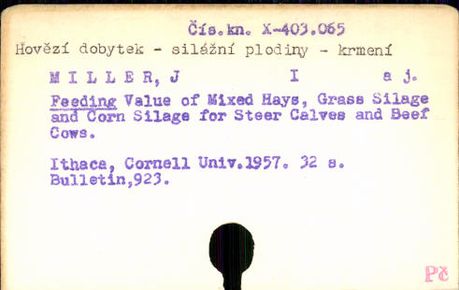 Čís.kn. X-403.065
Hovězí dobytek - silážní plodiny - krmení
MILLER, J I a j.
Feeding Value of Mixed Hays, Grass Silage
and Corn Silage for Steer Calves and Beef
Cows.
Ithaca, Cornell Univ.1957. 32 s.
Bulletin,923.
Pč